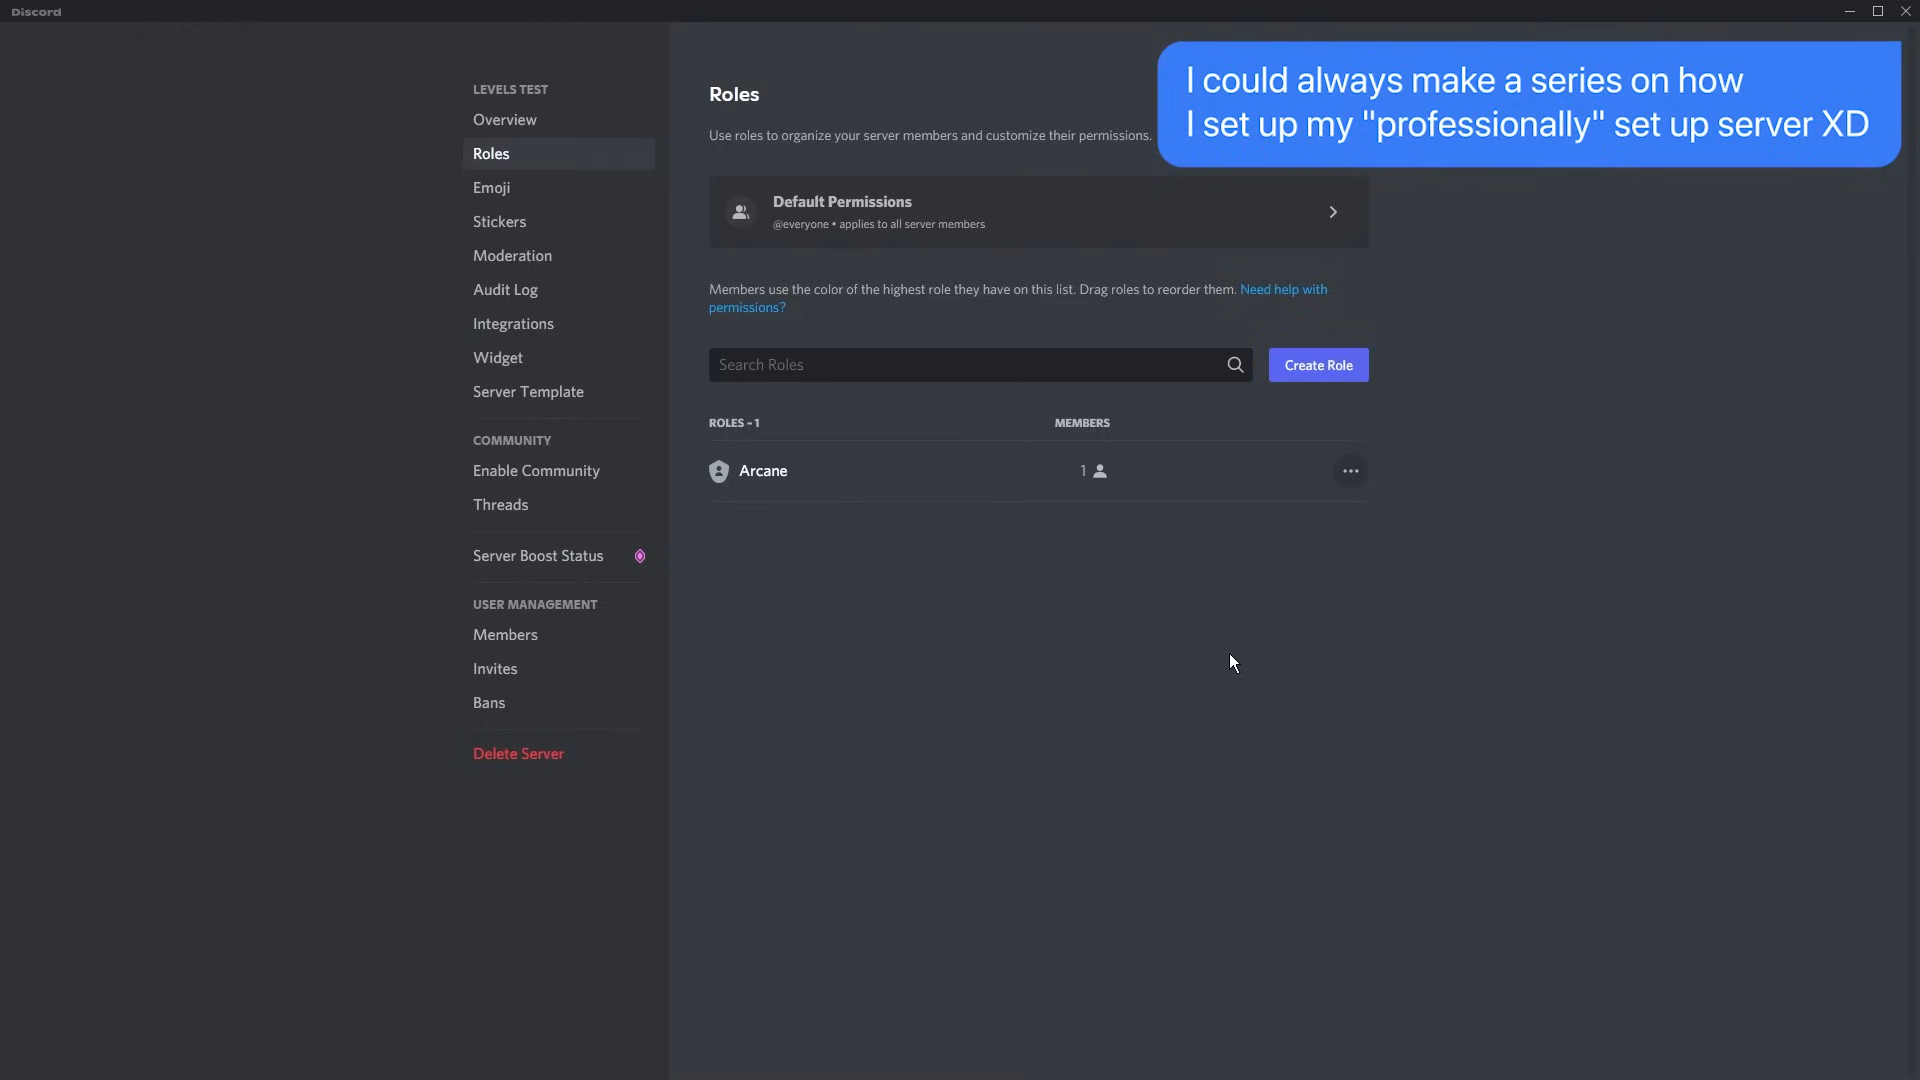 Discord
LEVELS TEST
Overview
Roles
Emoji
Stickers
Moderation
Audit Log
Integrations
Widget
Server Template
COMMUNITY
Enable Community
Threads
Server Boost Status
USER MANAGEMENT
Members
Invites
Bans
Delete Server
Roles
Use roles to organize your server members and customize their permissions.
I could always make a series on how
I set up my "professionally" set up server XD
Default Permissions
@everyone • applies to all server members
Members use the color of the highest role they have on this list. Drag roles to reorder them. Need help with
permissions?
Search Roles
Create Role
ROLES – 1
MEMBERS
Arcane
1